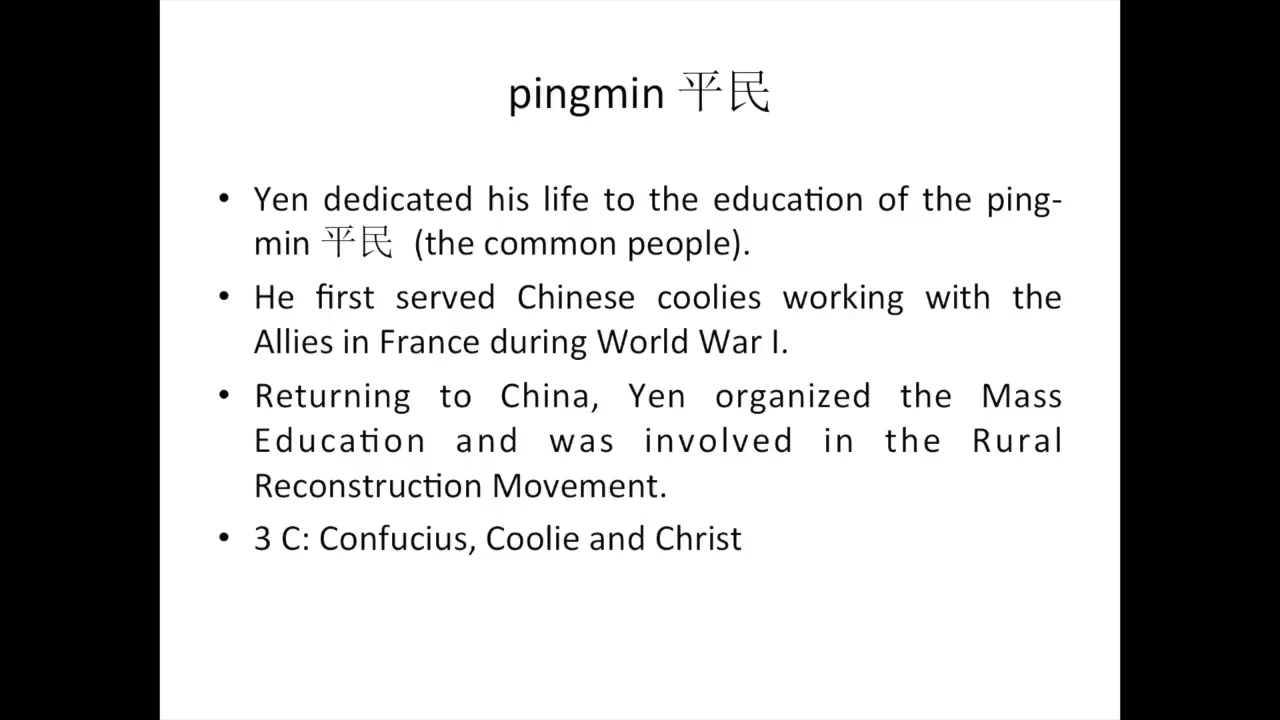 pingmin 平民
• Yen dedicated his life to the education of the ping-
min 平民 (the common people).
• He first served Chinese coolies working with the
Allies in France during World War I.
• Returning to China, Yen organized the Mass
Education and was involved in the Rural
Reconstruction Movement.
• 3 C: Confucius, Coolie and Christ